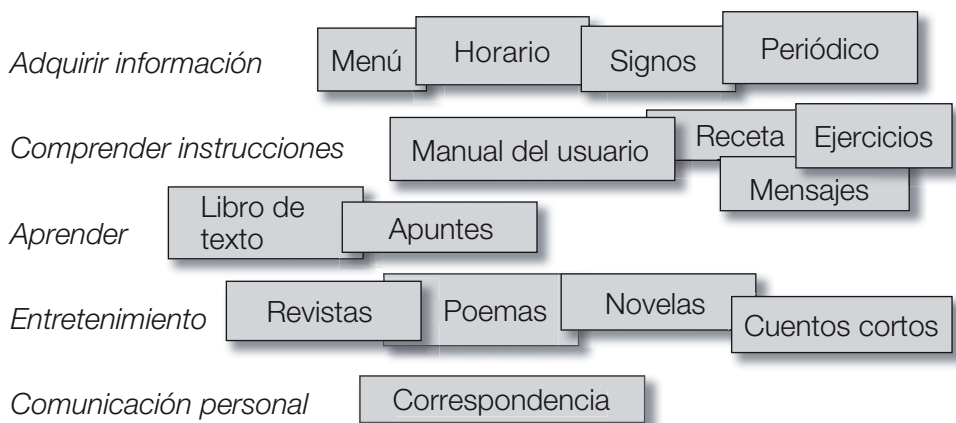 Adquirir información
Menú
Horario
Signos
Periódico
Comprender instrucciones
Manual del usuario
Receta
Ejercicios
Mensajes
Aprender
Libro de
texto
Apuntes
Entretenimiento
Revistas
Poemas
Novelas
Cuentos cortos
Comunicación personal
Correspondencia